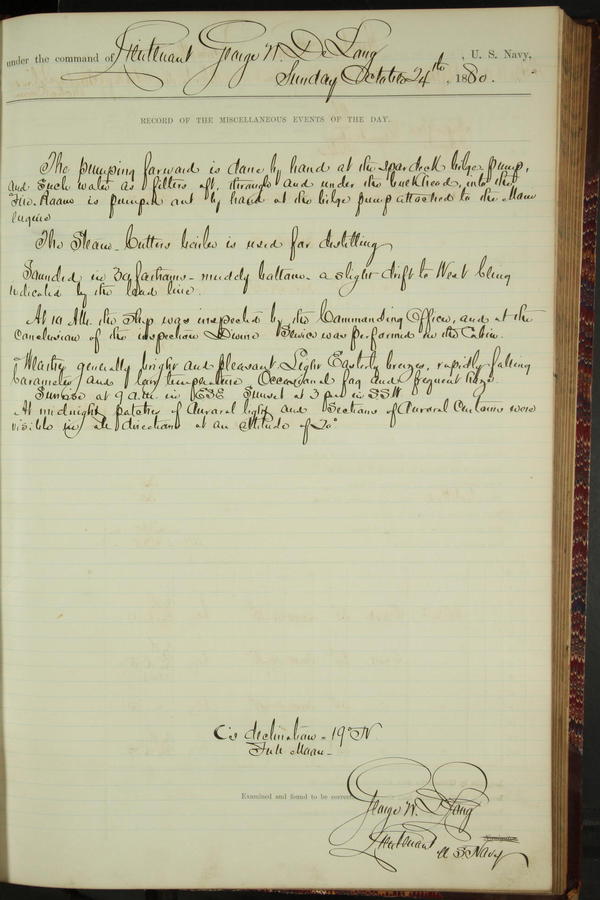 under the command of Lieutenant George W. De Long, U. S. Navy.
Sunday October 24th, 1880.
RECORD OF THE MISCELLANEOUS EVENTS OF THE DAY.
The pumping forward is done by hand at the spar deck bilge pump,
and such water as filters aft, through and under the bulkhead, into the
Fire Room is pumped out by hand at the bilge pump attached to the Main
Engine
The Steam-Cutters boiler is used for distilling
Sounded in 30 fathoms - muddy bottom - a slight drift to West being
indicated by the lead line.
At 10 A.M. the Ship was inspected by the Commanding Officer, and at the
conclusion of the inspection Divine Service was performed in the Cabin.
Weather generally bright and pleasant. Light Easterly breezes, rapidly falling
barometer and low temperature. Occasional fog and frequent haze.
Sunrise at 9 a.m. in ESE Sunset at 3 p.m. in SSW
At midnight patches of Auroral light and Sections of Auroral Curtains were
visible in all directions at an altitude of
C's declination = 19° N
Full Moon -
Examined and found to be correct.
George W. De Long
Lieutenant U S Navy